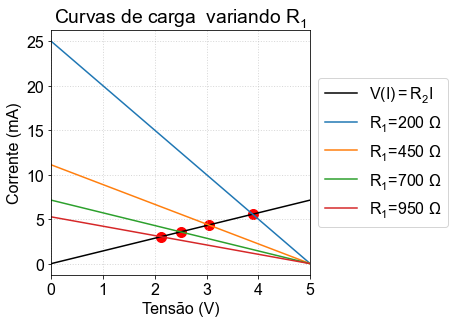 Curvas de carga variando R₁
Corrente (mA)
25
20
15
10
5
0
0 1 2 3 4 5
Tensão (V)
V(I) = R₂I
R₁=200 Ω
R₁=450 Ω
R₁=700 Ω
R₁=950 Ω